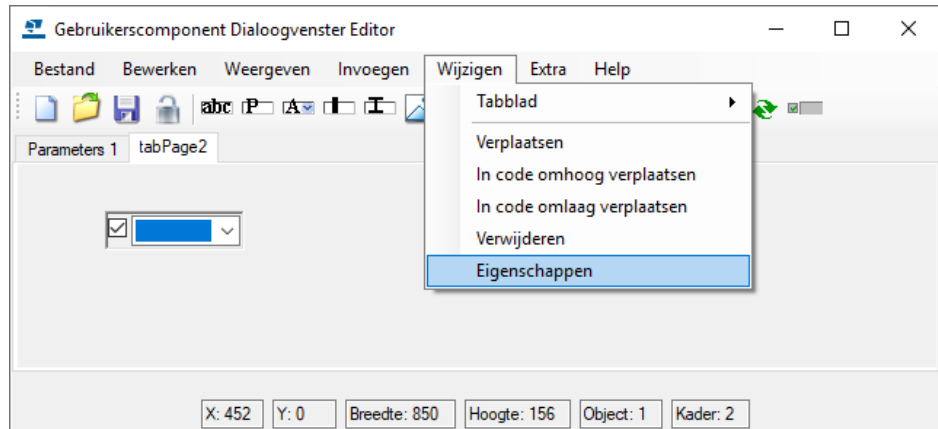 Gebruikerscomponent Dialoogvenster Editor
Bestand Bewerken Weergeven Invoegen Wijzigen Extra Help
abc P A I
Parameters 1 tabPage2
Tabblad
Verplaatsen
In code omhoog verplaatsen
In code omlaag verplaatsen
Verwijderen
Eigenschappen
X: 452 Y: 0 Breedte: 850 Hoogte: 156 Object: 1 Kader: 2